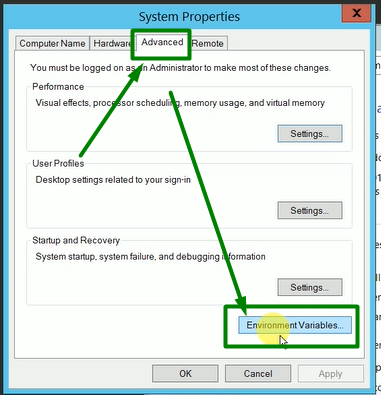 System Properties
X
Computer Name Hardware Advanced Remote
You must be logged on as an Administrator to make most of these changes.
Performance
Visual effects, processor scheduling, memory usage, and virtual memory
Settings...
User Profiles
Desktop settings related to your sign-in
Settings...
Startup and Recovery
System startup, system failure, and debugging information
Settings...
Environment Variables...
OK Cancel Apply